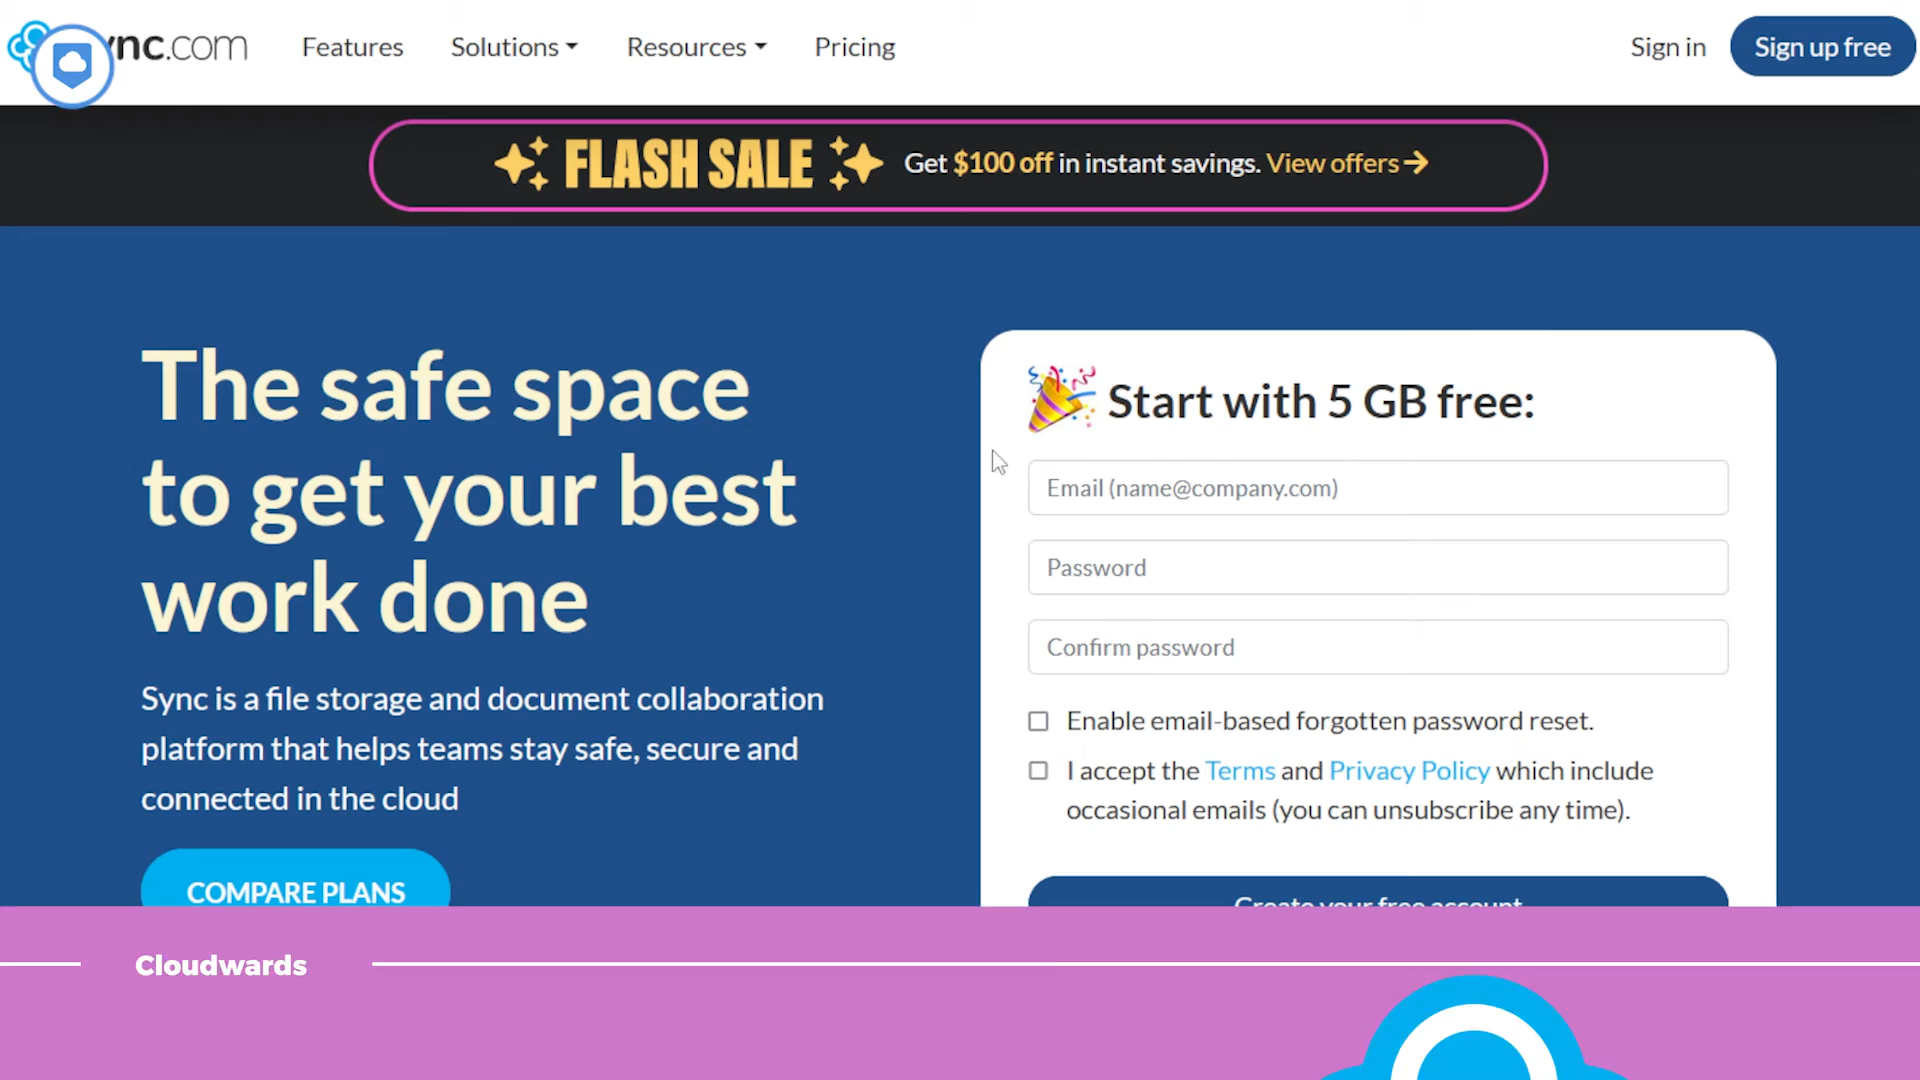 nc.com
Features
Solutions
Resources
Pricing
Sign in
Sign up free
FLASH SALE
Get $100 off in instant savings. View offers
The safe space
to get your best
work done
Sync is a file storage and document collaboration
platform that helps teams stay safe, secure and
connected in the cloud
COMPARE PLANS
Start with 5 GB free:
Email (name@company.com)
Password
Confirm password
Enable email-based forgotten password reset.
I accept the Terms and Privacy Policy which include
occasional emails (you can unsubscribe any time).
Create your free account
Cloudwards